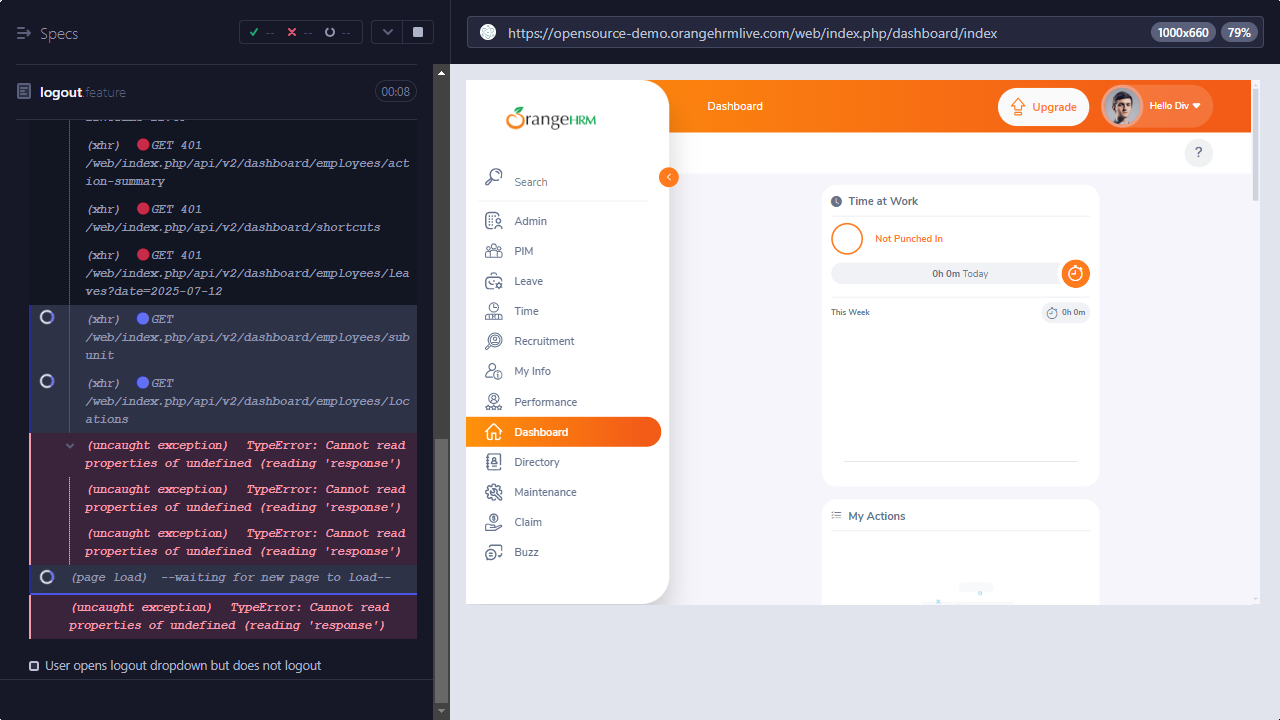 Specs
-- -- --
logout feature
00:08
(xhr) GET 401
/web/index.php/api/v2/dashboard/employees/act
ion-summary
(xhr) GET 401
/web/index.php/api/v2/dashboard/shortcuts
(xhr) GET 401
/web/index.php/api/v2/dashboard/employees/lea
ves?date=2025-07-12
(xhr) GET
/web/index.php/api/v2/dashboard/employees/sub
unit
(xhr) GET
/web/index.php/api/v2/dashboard/employees/loc
ations
(uncaught exception) TypeError: Cannot read
properties of undefined (reading 'response')
(uncaught exception) TypeError: Cannot read
properties of undefined (reading 'response')
(uncaught exception) TypeError: Cannot read
properties of undefined (reading 'response')
(page load) --waiting for new page to load--
(uncaught exception) TypeError: Cannot read
properties of undefined (reading 'response')
User opens logout dropdown but does not logout
https://opensource-demo.orangehrmlive.com/web/index.php/dashboard/index
1000x660
79%
OrangeHRM
Search
Admin
PIM
Leave
Time
Recruitment
My Info
Performance
Dashboard
Directory
Maintenance
Claim
Buzz
Dashboard
Upgrade
Hello Div
?
Time at Work
Not Punched In
0h 0m Today
This Week
0h 0m
My Actions